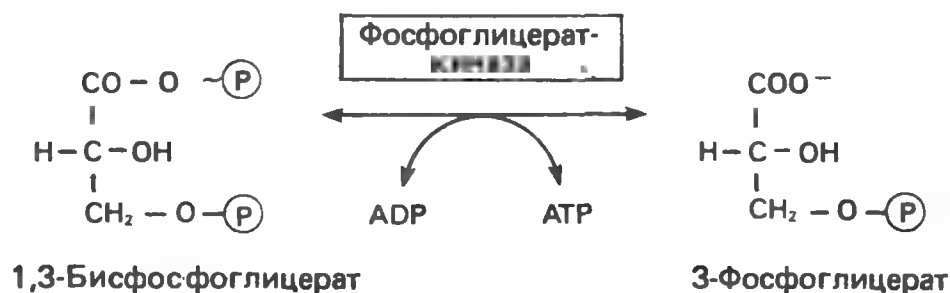 Фосфоглицерат-
CO – O ~P
H–C–OH
CH₂ – O –P
ADP
ATP
COO⁻
H–C–OH
CH₂ – O –P
1,3-Бисфосфоглицерат
3-Фосфоглицерат